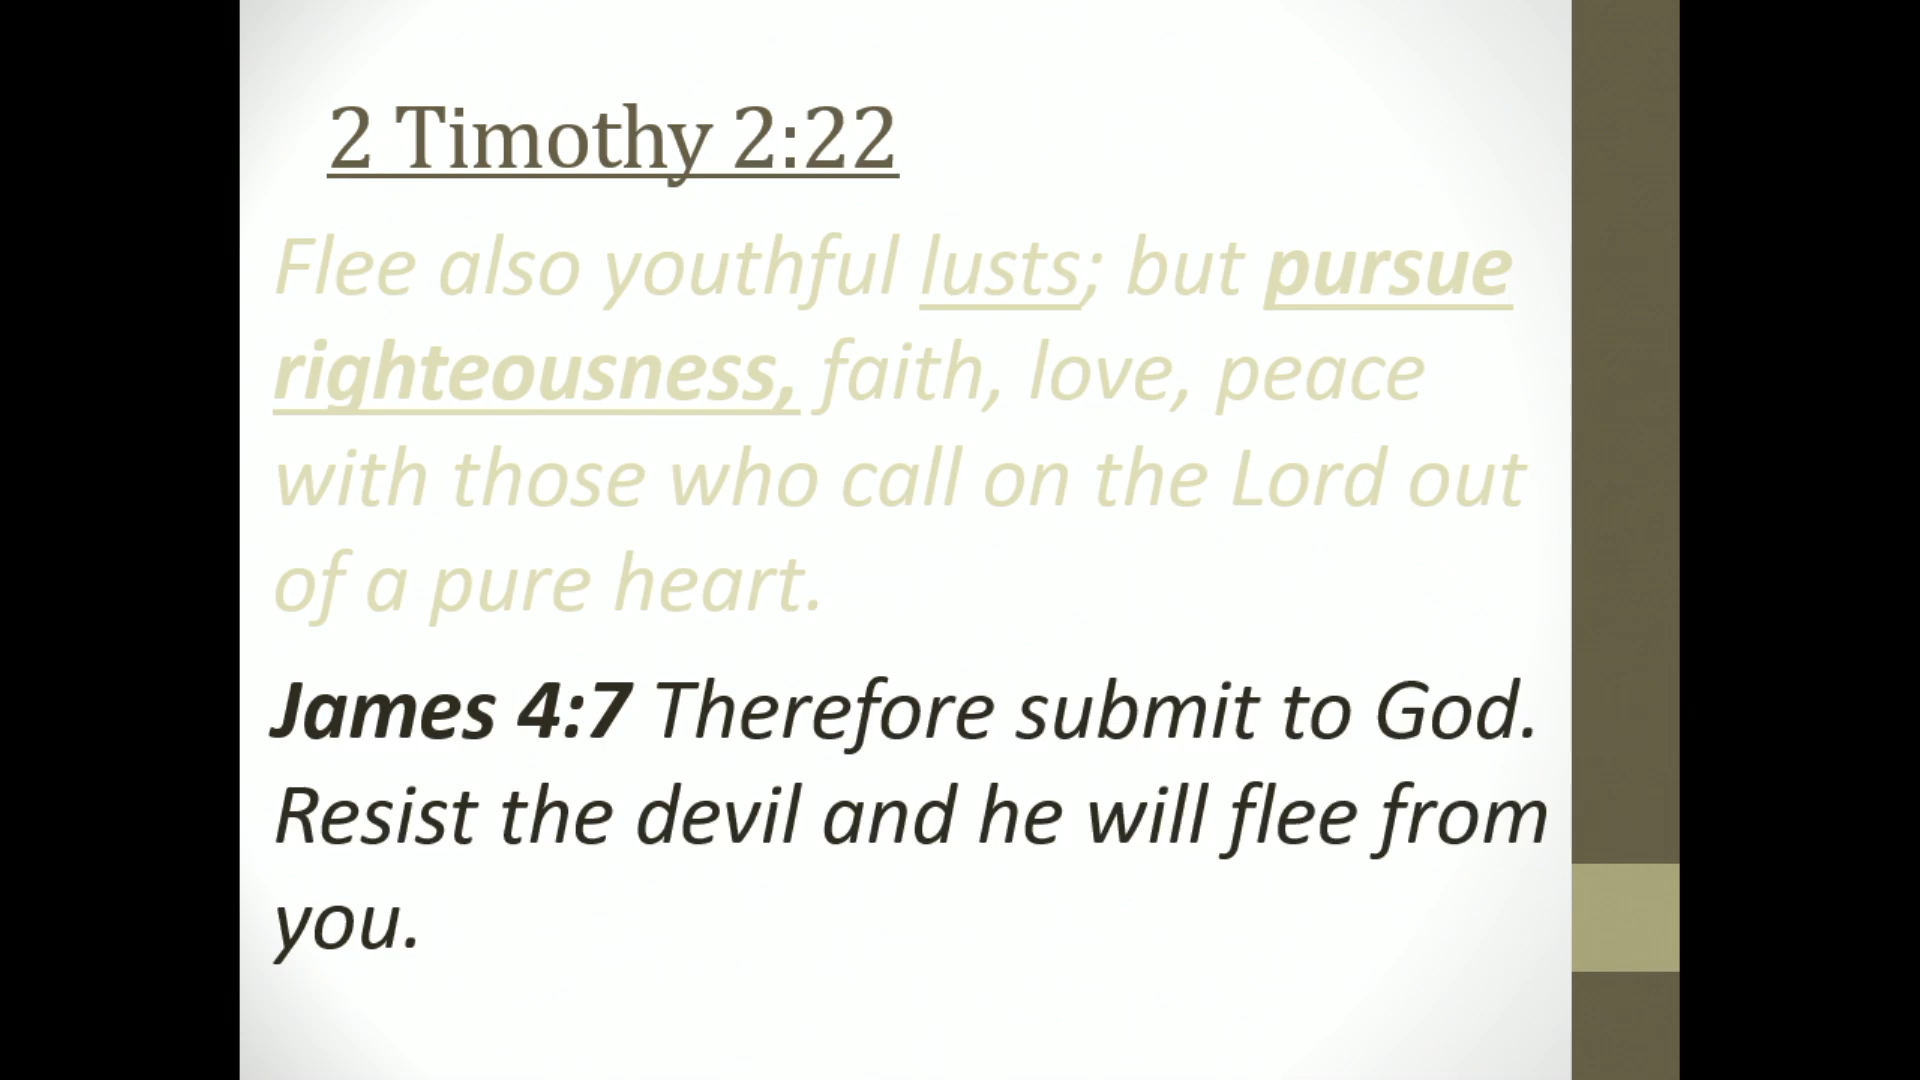 2 Timothy 2:22
Flee also youthful lusts; but pursue
righteousness, faith, love, peace
with those who call on the Lord out
of a pure heart.
James 4:7 Therefore submit to God.
Resist the devil and he will flee from
you.